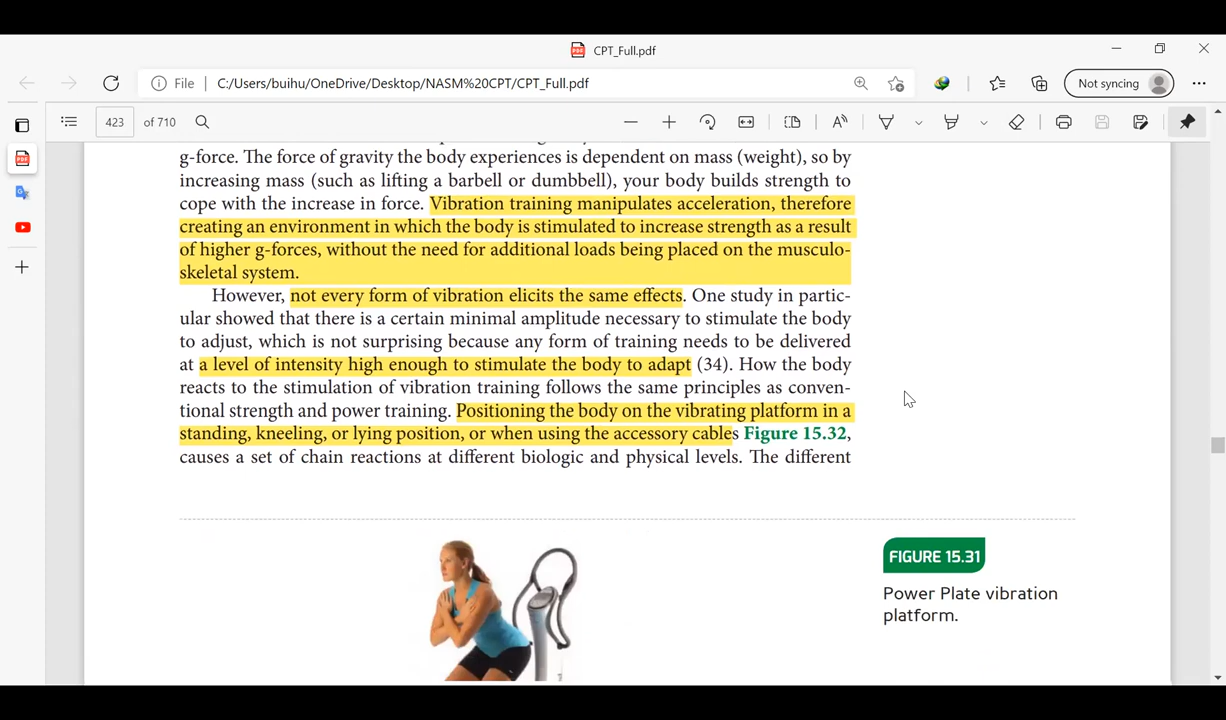 CPT_Full.pdf
File
C:/Users/buihu/OneDrive/Desktop/NASM%20CPT/CPT_Full.pdf
Not syncing
423 of 710
g-force. The force of gravity the body experiences is dependent on mass (weight), so by
increasing mass (such as lifting a barbell or dumbbell), your body builds strength to
cope with the increase in force. Vibration training manipulates acceleration, therefore
creating an environment in which the body is stimulated to increase strength as a result
of higher g-forces, without the need for additional loads being placed on the musculo-
skeletal system.
However, not every form of vibration elicits the same effects. One study in partic-
ular showed that there is a certain minimal amplitude necessary to stimulate the body
to adjust, which is not surprising because any form of training needs to be delivered
at a level of intensity high enough to stimulate the body to adapt (34). How the body
reacts to the stimulation of vibration training follows the same principles as conven-
tional strength and power training. Positioning the body on the vibrating platform in a
standing, kneeling, or lying position, or when using the accessory cables Figure 15.32,
causes a set of chain reactions at different biologic and physical levels. The different
FIGURE 15.31
Power Plate vibration
platform.